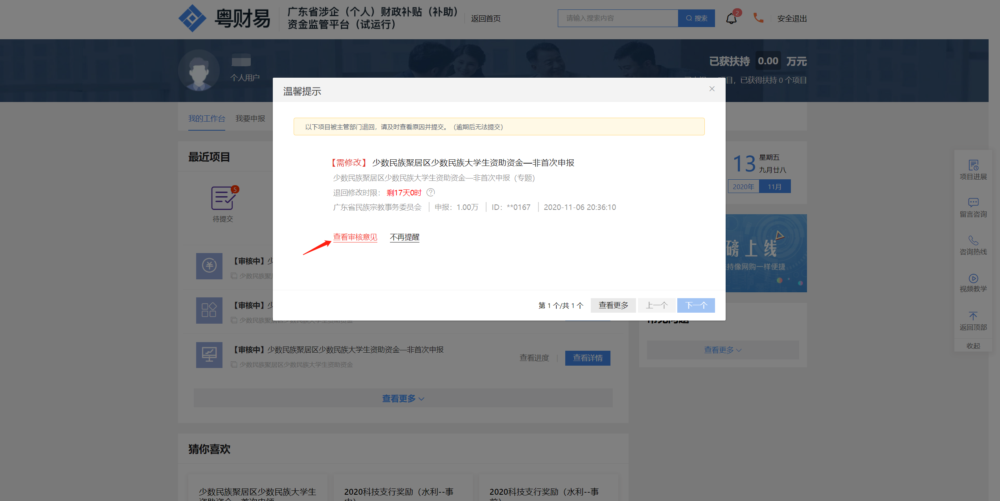 粤财易
广东省涉企（个人）财政补贴（补助）
资金监管平台（试运行）
返回首页
请输入搜索内容
搜索
2
安全退出
个人用户
已获扶持 0.00 万元
项目，已获得扶持 0 个项目
我的工作台 我要申报
温馨提示
以下项目被主管部门退回，请及时查看原因并提交。（逾期后无法提交）
【需修改】 少数民族聚居区少数民族大学生资助资金—非首次申报
少数民族聚居区少数民族大学生资助资金—非首次申报（专题）
退回修改时限： 剩17天0时 ?
广东省民族宗教事务委员会 申报：1.00万 ID：**0167 2020-11-06 20:36:10
查看审核意见 不再提醒
第 1 个/共 1 个 查看更多 上一个 下一个
最近项目
5
待提交
【审核中】少
少数民族聚
【审核中】少
少数民族聚居区少数民族大学生资助资金
【审核中】少数民族聚居区少数民族大学生资助资金—非首次申报
少数民族聚居区少数民族大学生资助资金
查看进度
查看详情
查看更多
13 星期五
九月廿八
2020年 11月
磅上线
持像网购一样便捷
常见问题
查看更多
项目进展
留言咨询
咨询热线
视频教学
返回顶部
收起
猜你喜欢
少数民族聚居区少数民族大学生
资助资金—首次申领
2020科技支行奖励（水利--事
中）
2020科技支行奖励（水利--事
前）